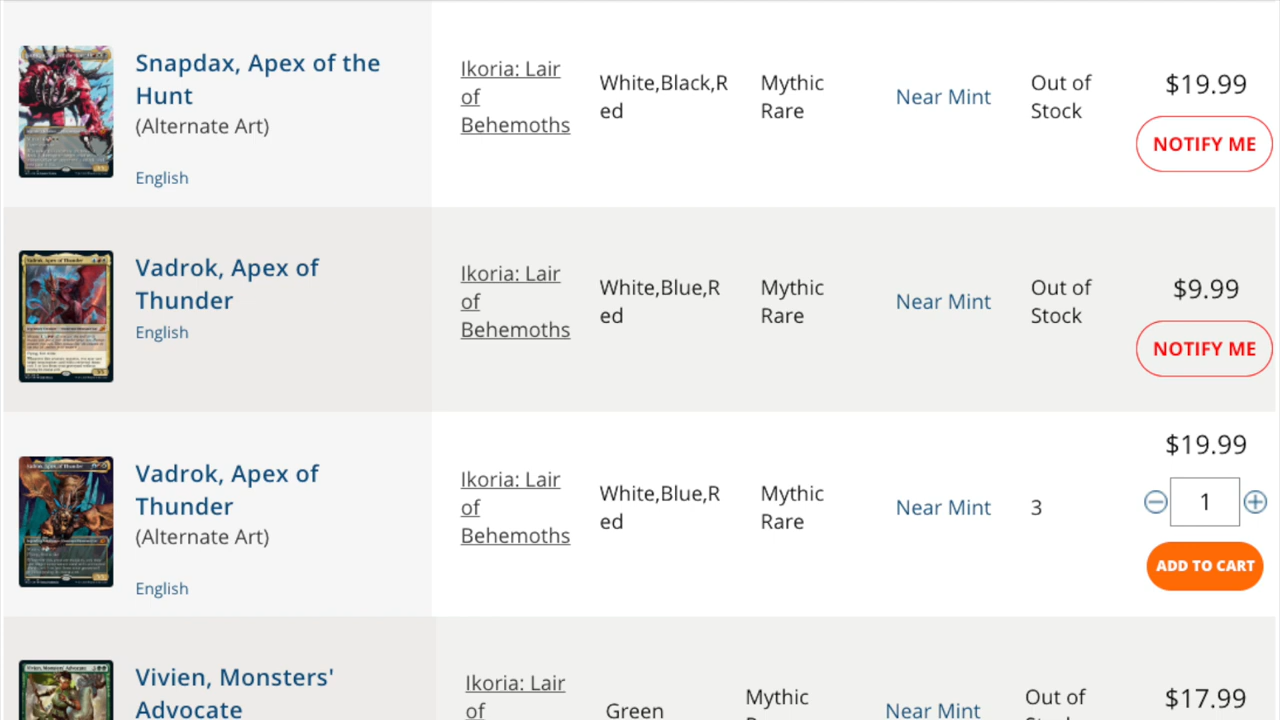 Snapdax, Apex of the
Hunt
(Alternate Art)
English
Ikoria: Lair
of
Behemoths
White,Black,R
ed
Mythic
Rare
Near Mint
Out of
Stock
$19.99
NOTIFY ME
Vadrok, Apex of
Thunder
English
Ikoria: Lair
of
Behemoths
White,Blue,R
ed
Mythic
Rare
Near Mint
Out of
Stock
$9.99
NOTIFY ME
Vadrok, Apex of
Thunder
(Alternate Art)
English
Ikoria: Lair
of
Behemoths
White,Blue,R
ed
Mythic
Rare
Near Mint
3
$19.99
1
ADD TO CART
Vivien, Monsters'
Advocate
Ikoria: Lair
of
Green
Mythic
Near Mint
Out of
$17.99